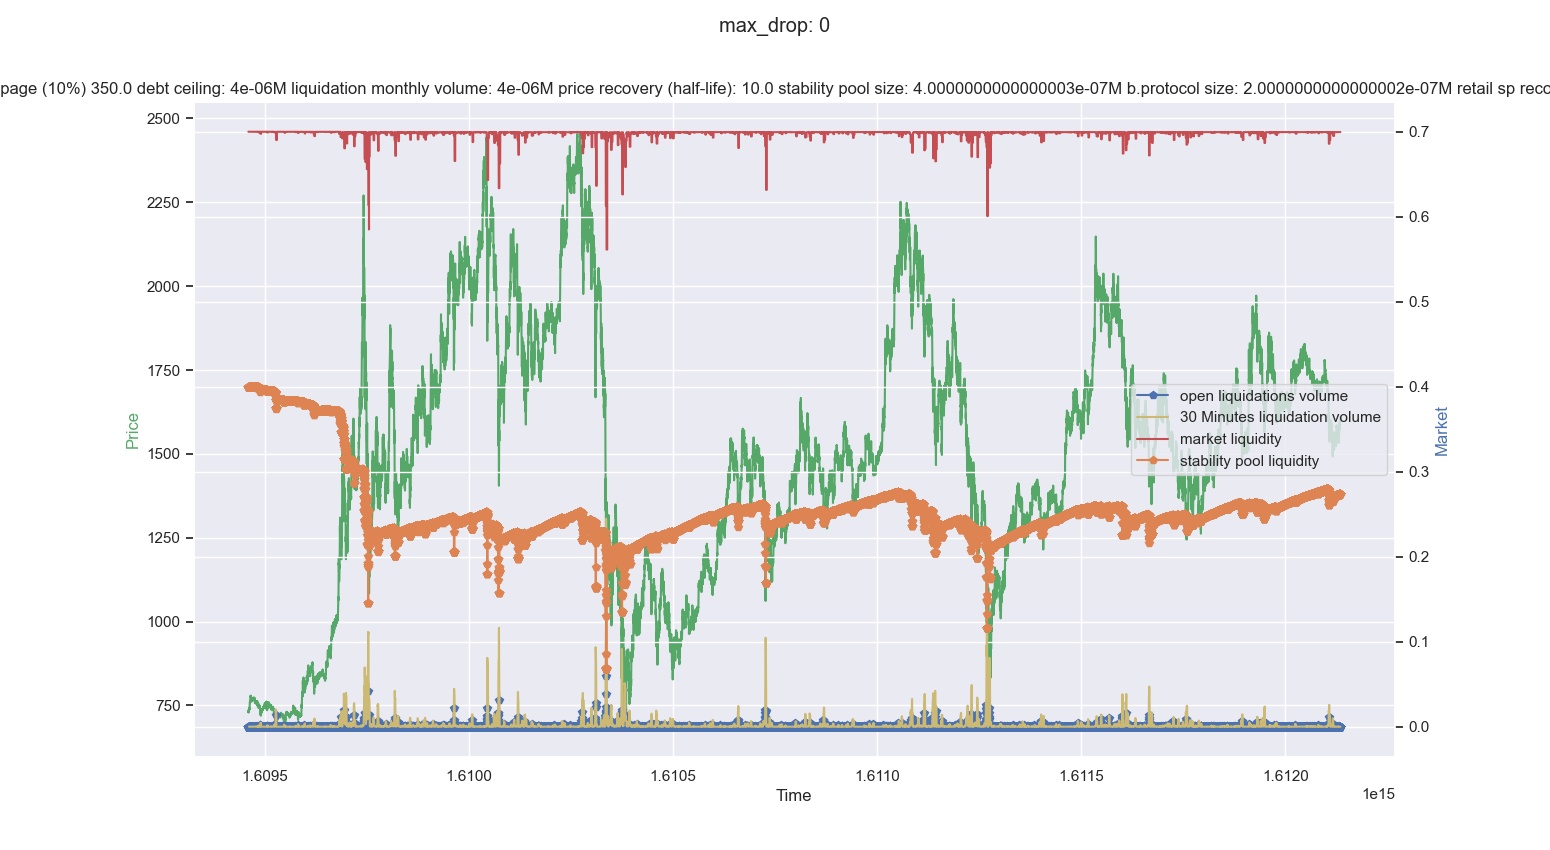 max_drop: 0
page (10%) 350.0 debt ceiling: 4e-06M liquidation monthly volume: 4e-06M price recovery (half-life): 10.0 stability pool size: 4.0000000000000003e-07M b.protocol size: 2.0000000000000002e-07M retail sp reco
2500
2250
2000
1750
1500
1250
1000
750
Price
0.7
0.6
0.5
0.4
0.3
0.2
0.1
0.0
Market
open liquidations volume
30 Minutes liquidation volume
market liquidity
stability pool liquidity
1.6095 1.6100 1.6105 1.6110 1.6115 1.6120
Time
1e15